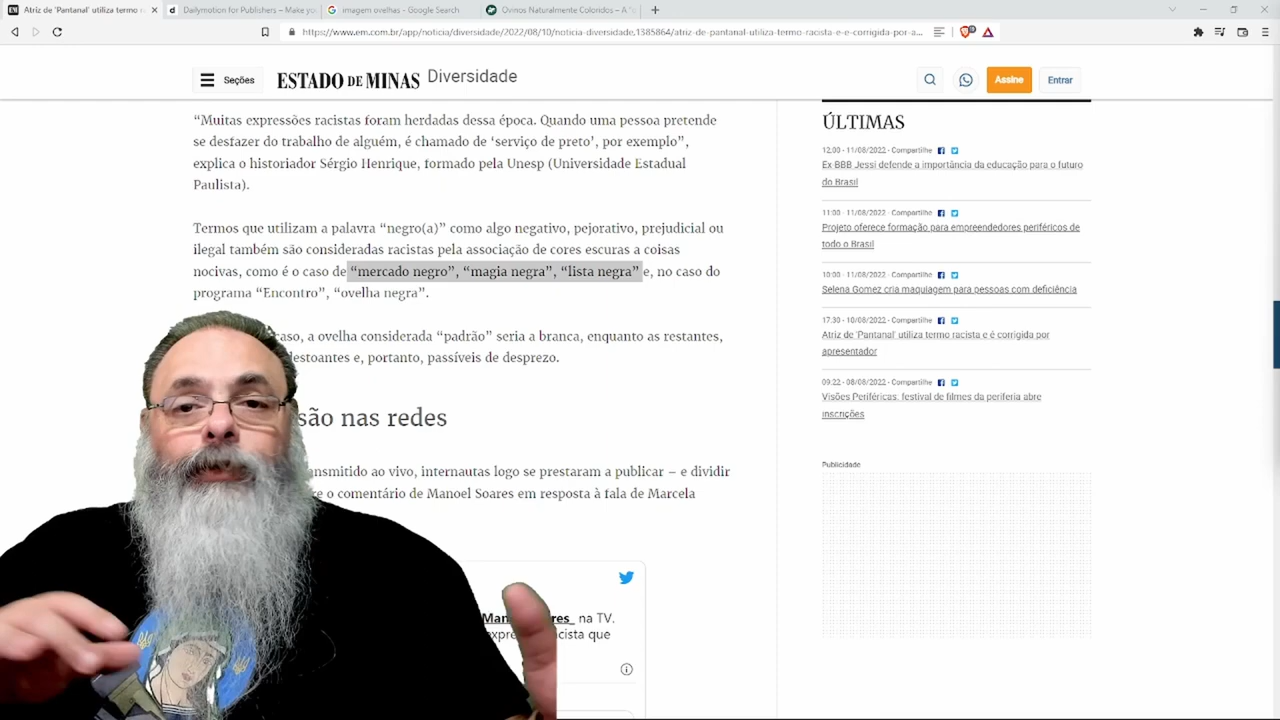 Atriz de 'Pantanal' utiliza termo ra
Dailymotion for Publishers – Make yo
imagem ovelhas - Google Search
Ovinos Naturalmente Coloridos – A "o
https://www.em.com.br/app/noticia/diversidade/2022/08/10/noticia-diversidade,1385864/atriz-de-pantanal-utiliza-termo-racista-e-e-corrigida-por-a...
Seções
ESTADO DE MINAS Diversidade
Assine
Entrar
“Muitas expressões racistas foram herdadas dessa época. Quando uma pessoa pretende
se desfazer do trabalho de alguém, é chamado de ‘serviço de preto’, por exemplo”,
explica o historiador Sérgio Henrique, formado pela Unesp (Universidade Estadual
Paulista).
Termos que utilizam a palavra “negro(a)” como algo negativo, pejorativo, prejudicial ou
ilegal também são consideradas racistas pela associação de cores escuras a coisas
nocivas, como é o caso de “mercado negro”, “magia negra”, “lista negra” e, no caso do
programa “Encontro”, “ovelha negra”.
caso, a ovelha considerada “padrão” seria a branca, enquanto as restantes,
destoantes e, portanto, passíveis de desprezo.
são nas redes
nsmitido ao vivo, internautas logo se prestaram a publicar – e dividir
re o comentário de Manoel Soares em resposta à fala de Marcela
na TV.
ÚLTIMAS
12:00 - 11/08/2022 - Compartilhe
Ex-BBB Jessi defende a importância da educação para o futuro
do Brasil
11:00 - 11/08/2022 - Compartilhe
Projeto oferece formação para empreendedores periféricos de
todo o Brasil
10:00 - 11/08/2022 - Compartilhe
Selena Gomez cria maquiagem para pessoas com deficiência
17:30 - 10/08/2022 - Compartilhe
Atriz de 'Pantanal' utiliza termo racista e é corrigida por
apresentador
09:22 - 08/08/2022 - Compartilhe
Visões Periféricas, festival de filmes da periferia abre
inscrições
Publicidade